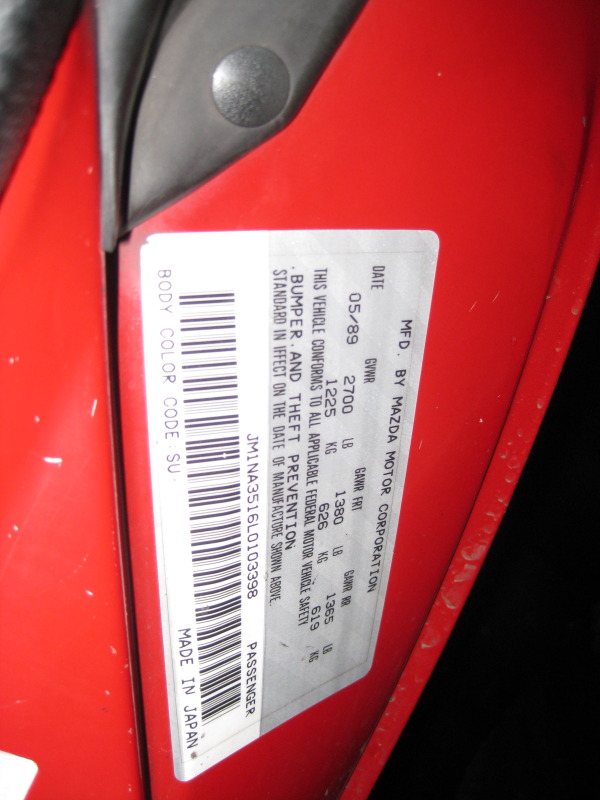 MFD. BY MAZDA MOTOR CORPORATION
DATE GVWR GAWR FRT GAWR RR
05/89 2700 LB 1380 LB 1365 LB
1225 KG 626 KG 619 KG
THIS VEHICLE CONFORMS TO ALL APPLICABLE FEDERAL MOTOR VEHICLE SAFETY
.BUMPER.AND THEFT PREVENTION
STANDARD IN EFFECT ON THE DATE OF MANUFACTURE SHOWN ABOVE.
JM1NA3516L0103398 PASSENGER
BODY COLOR CODE:SU. MADE IN JAPAN